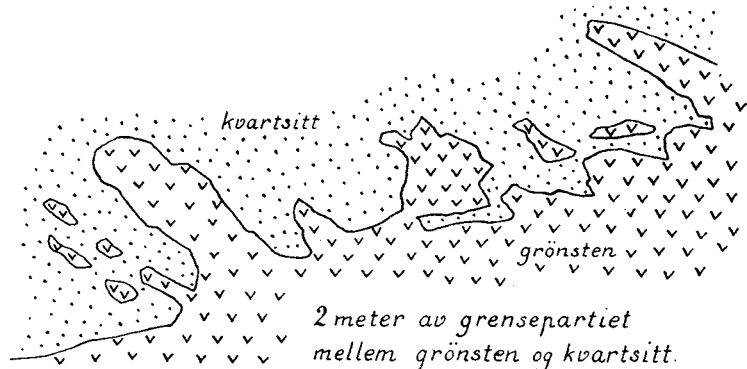 kvartsitt
grönsten
2 meter av grensepartiet
mellem grönsten og kvartsitt.